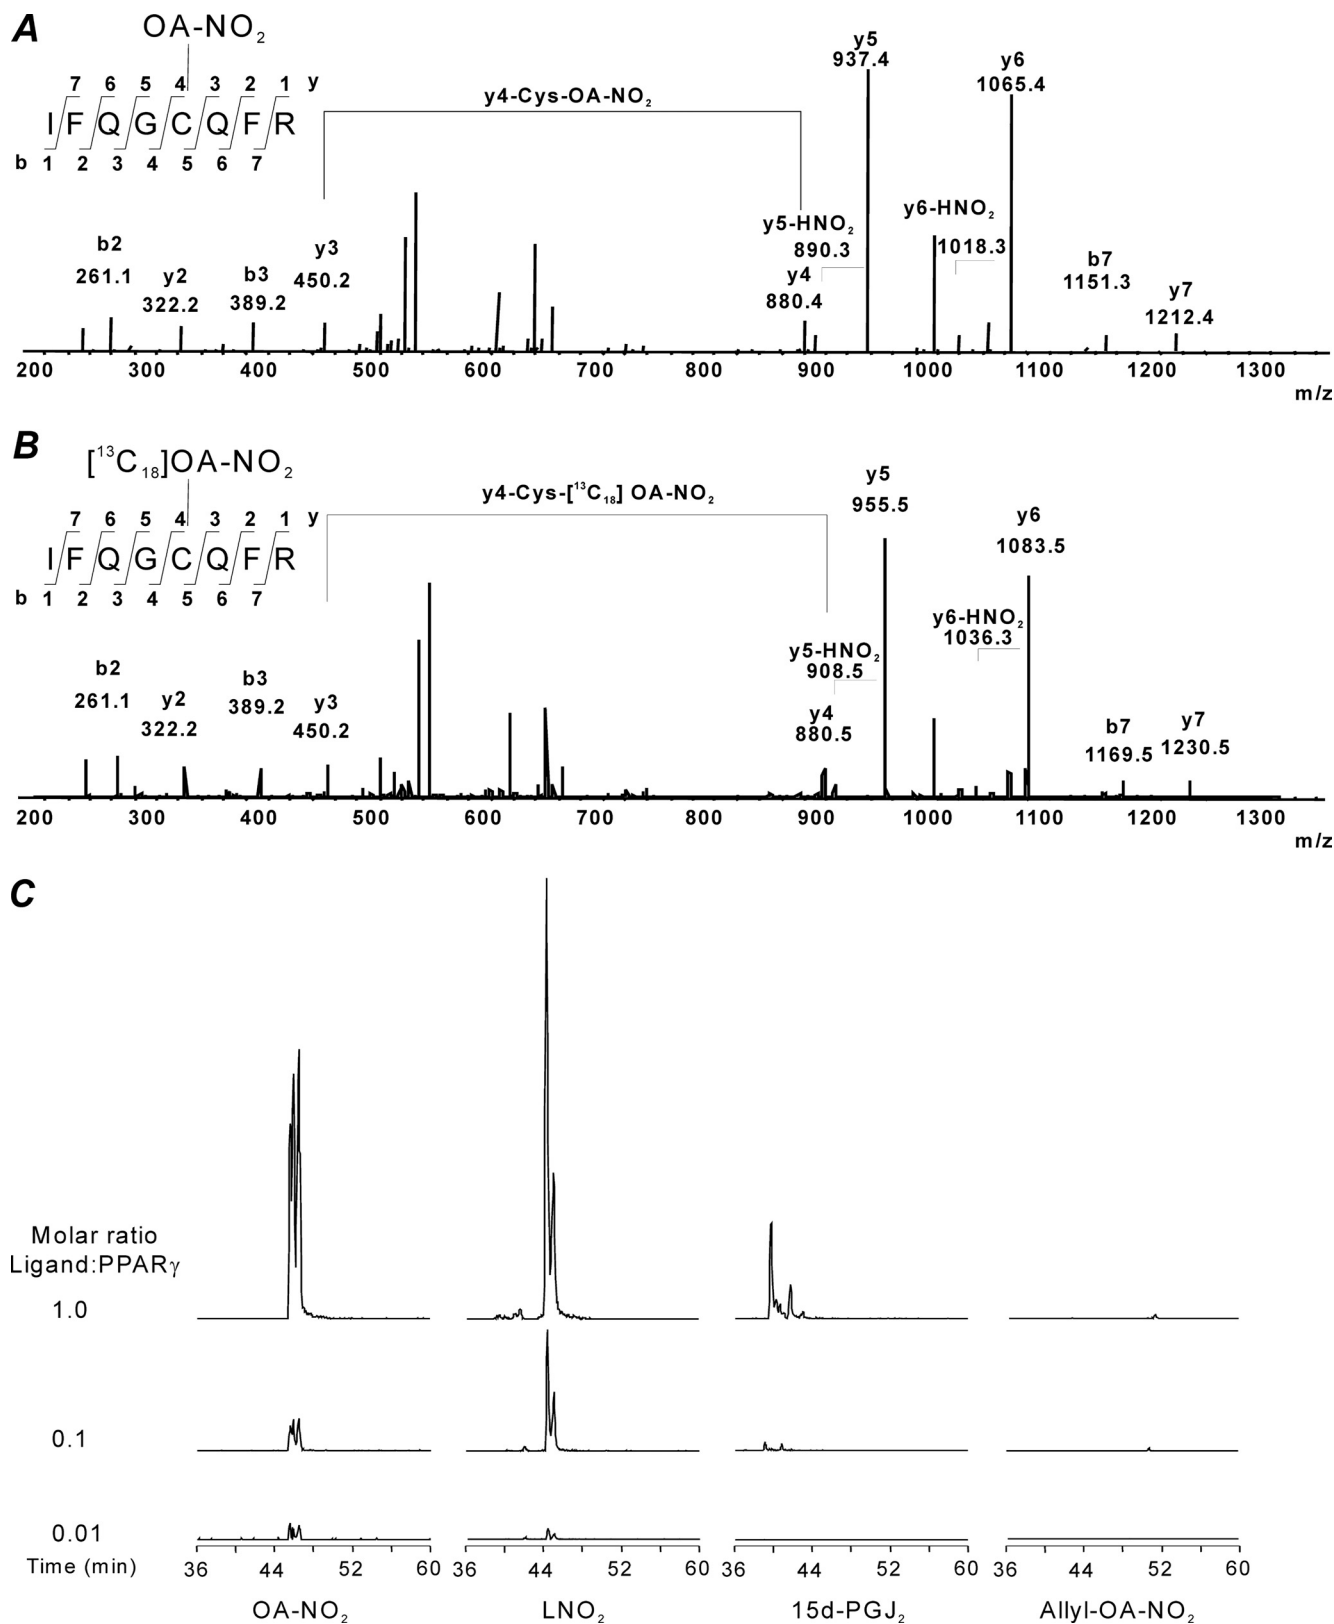 A
OA-NO₂
7 6 5 4 3 2 1 y
I F Q G C Q F R
b 1 2 3 4 5 6 7
y4-Cys-OA-NO₂
b2
261.1
y2
322.2
b3
389.2
y3
450.2
y5-HNO₂
890.3
y4
880.4
y5
937.4
y6-HNO₂
1018.3
y6
1065.4
b7
1151.3
y7
1212.4
200 300 400 500 600 700 800 900 1000 1100 1200 1300
m/z
B
[¹³C₁₈]OA-NO₂
7 6 5 4 3 2 1 y
I F Q G C Q F R
b 1 2 3 4 5 6 7
y4-Cys-[¹³C₁₈] OA-NO₂
b2
261.1
y2
322.2
b3
389.2
y3
450.2
y5-HNO₂
908.5
y4
880.5
y5
955.5
y6-HNO₂
1036.3
y6
1083.5
b7
1169.5
y7
1230.5
200 300 400 500 600 700 800 900 1000 1100 1200 1300
m/z
C
Molar ratio
Ligand:PPARγ
1.0
0.1
0.01
Time (min)
36 44 52 60 36 44 52 60 36 44 52 60 36 44 52 60
OA-NO₂ LNO₂ 15d-PGJ₂ Allyl-OA-NO₂